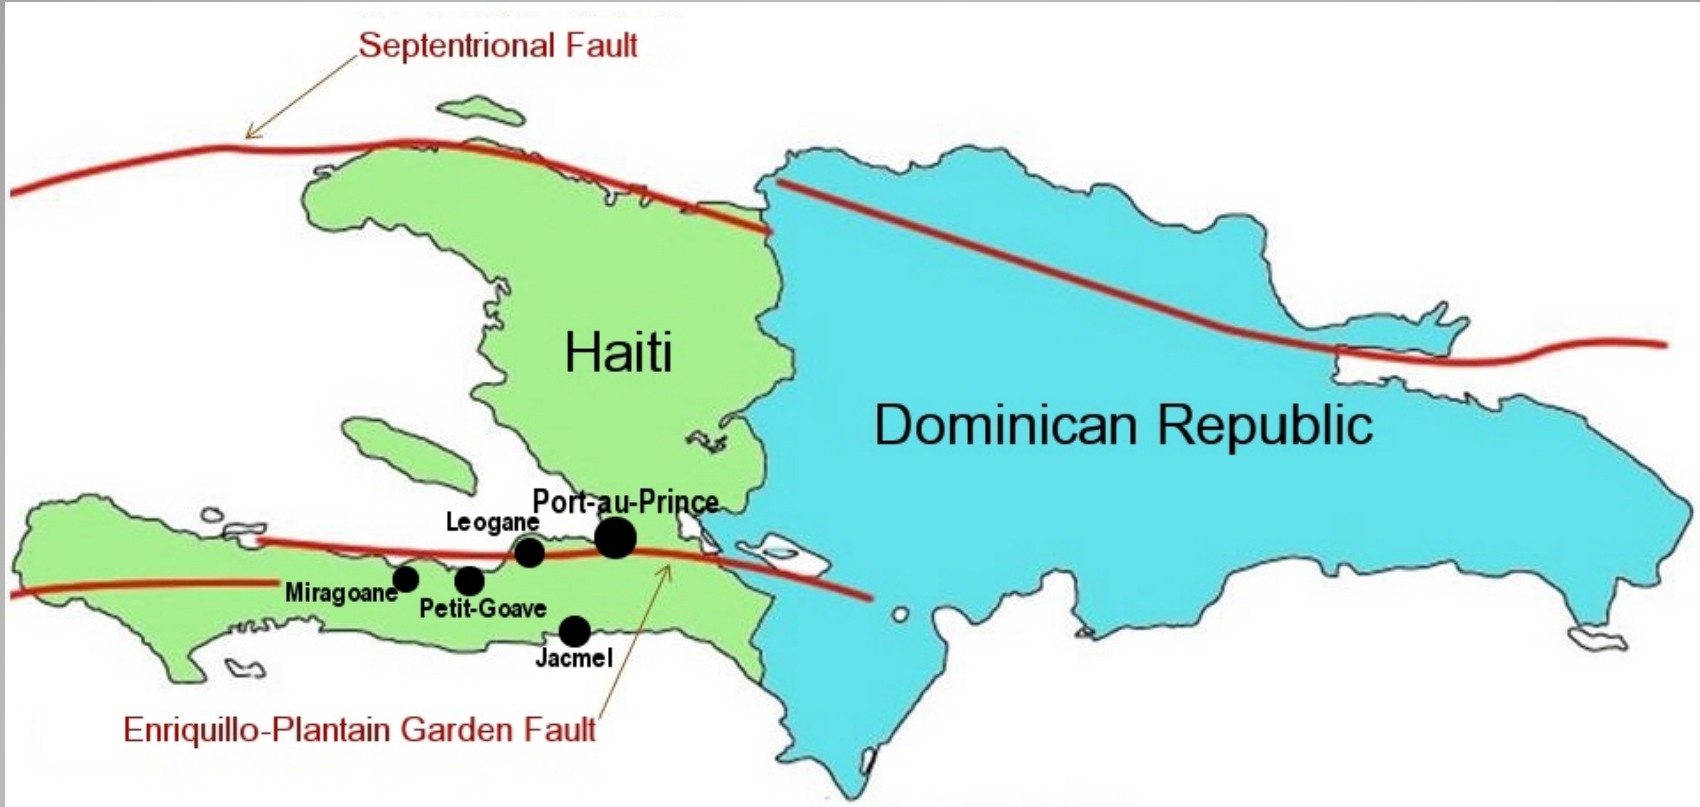 Septentrional Fault
Haiti
Dominican Republic
Port-au-Prince
Leogane
Miragoane
Petit-Goave
Jacmel
Enriquillo-Plantain Garden Fault